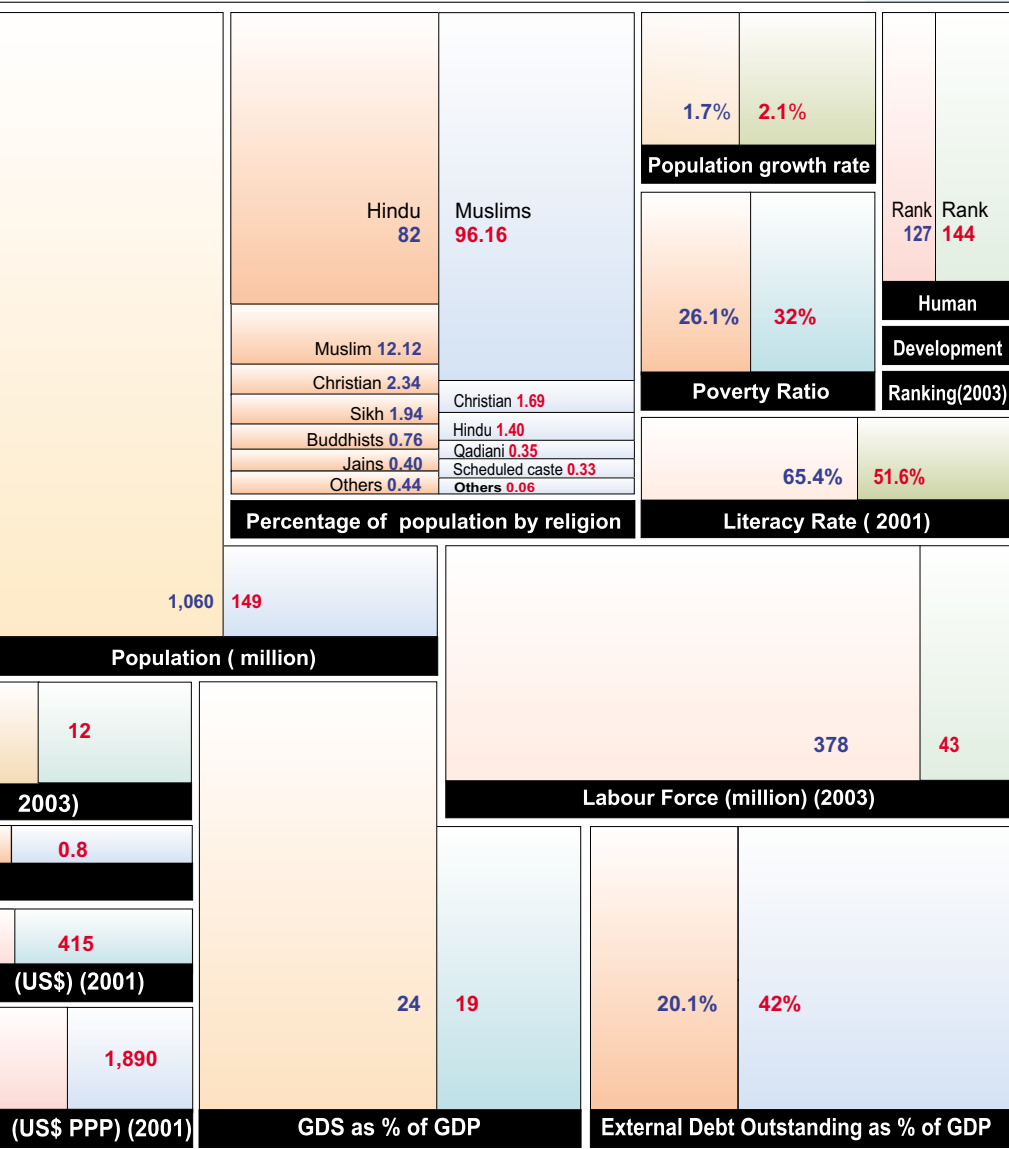 Hindu
82
Muslims
96.16
Muslim 12.12
Christian 2.34
Sikh 1.94
Buddhists 0.76
Jains 0.40
Others 0.44
Christian 1.69
Hindu 1.40
Qadiani 0.35
Scheduled caste 0.33
Others 0.06
Percentage of population by religion
1.7% 2.1%
Population growth rate
26.1% 32%
Poverty Ratio
Rank Rank
127 144
Human
Development
Ranking(2003)
65.4% 51.6%
Literacy Rate ( 2001)
1,060 149
Population ( million)
378 43
Labour Force (million) (2003)
12
2003)
0.8
415
(US$) (2001)
1,890
(US$ PPP) (2001)
24 19
GDS as % of GDP
20.1% 42%
External Debt Outstanding as % of GDP